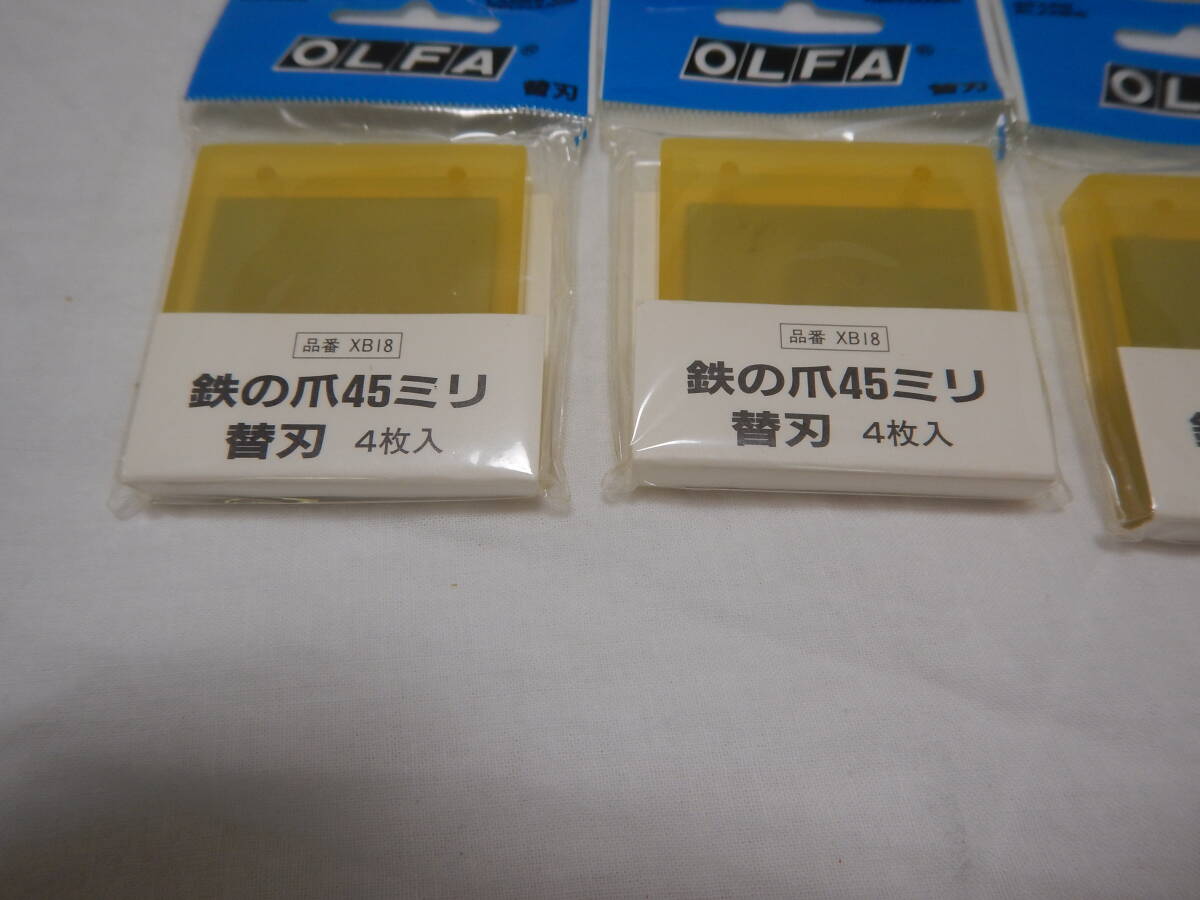 OLFA®
替刃
品番 XB18
鉄の爪45ミリ
替刃 4枚入
OLFA®
替刃
品番 XB18
鉄の爪45ミリ
替刃 4枚入
OL